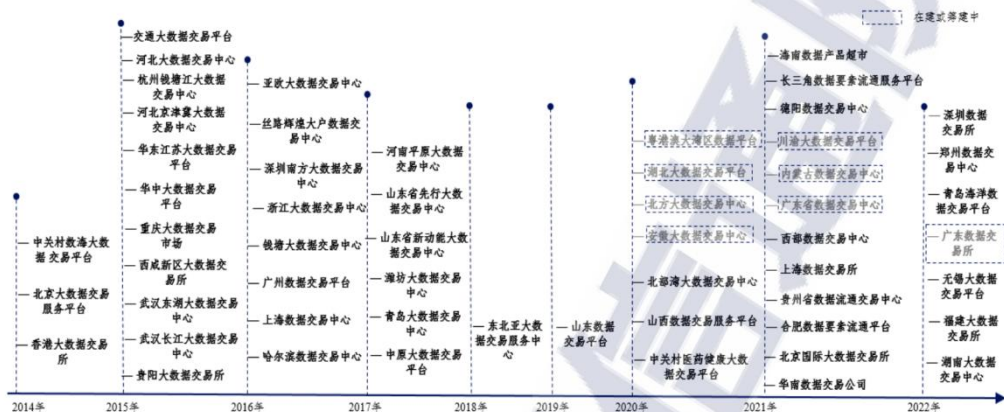 在建或筹建中
中关村数海大数
据 交易平台
北京大数据交易
服务平台
香港大数据交易
所
交通大数据交易平台
河北大数据交易中心
杭州钱塘江大数据
交易中心
河北京津冀大数据
交易中心
华东江苏大数据交易
平台
华中大数据交易
平台
重庆大数据交易
市场
西咸新区大数据交
易所
武汉东湖大数据交易
中心
武汉长江大数据交易
中心
贵阳大数据交易所
亚欧大数据交易中心
丝路辉煌大户数据交
易中心
深圳南方大数据交易
中心
浙江大数据交易中心
钱塘大数据交易中心
广州数据交易平台
上海数据交易中心
哈尔滨数据交易中心
河南平原大数据
交易中心
山东省先行大数
据交易中心
山东省新动能大数
据交易中心
潍坊大数据交易
中心
青岛大数据交易
中心
中原大数据交易
平台
东北亚大数
据交易服务中
心
山东数据
交易平台
粤港澳大湾区数据平台
湖北大数据交易平台
北方大数据交易中心
安徽大数据交易中心
北部湾大数据交易中心
山西数据交易服务平台
中关村医药健康大数
据交易平台
海南数据产品超市
长三角数据要素流通服务平台
德阳数据交易中心
川渝大数据交易平台
内蒙古数据交易中心
广东省数据交易中心
西部数据交易中心
上海数据交易所
贵州省数据流通交易中心
合肥数据要素流通平台
北京国际大数据交易所
华南数据交易公司
深圳数据
交易所
郑州数据交
易中心
青岛海洋数
据交易平台
广东数据交
易所
无锡大数据
交易平台
福建大数据
交易所
湖南大数据
交易中心
2014年
2015年
2016年
2017年
2018年
2019年
2020年
2021年
2022年